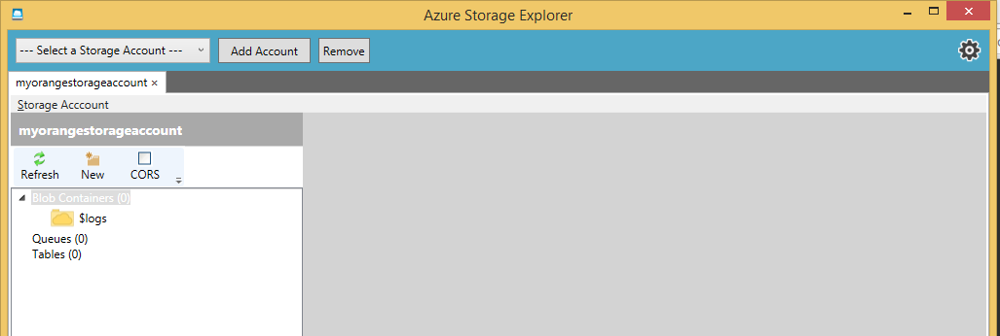 Azure Storage Explorer
--- Select a Storage Account --- Add Account Remove
myorangestorageaccount ×
Storage Acccount
myorangestorageaccount
Refresh New CORS
Blob Containers (0)
$logs
Queues (0)
Tables (0)